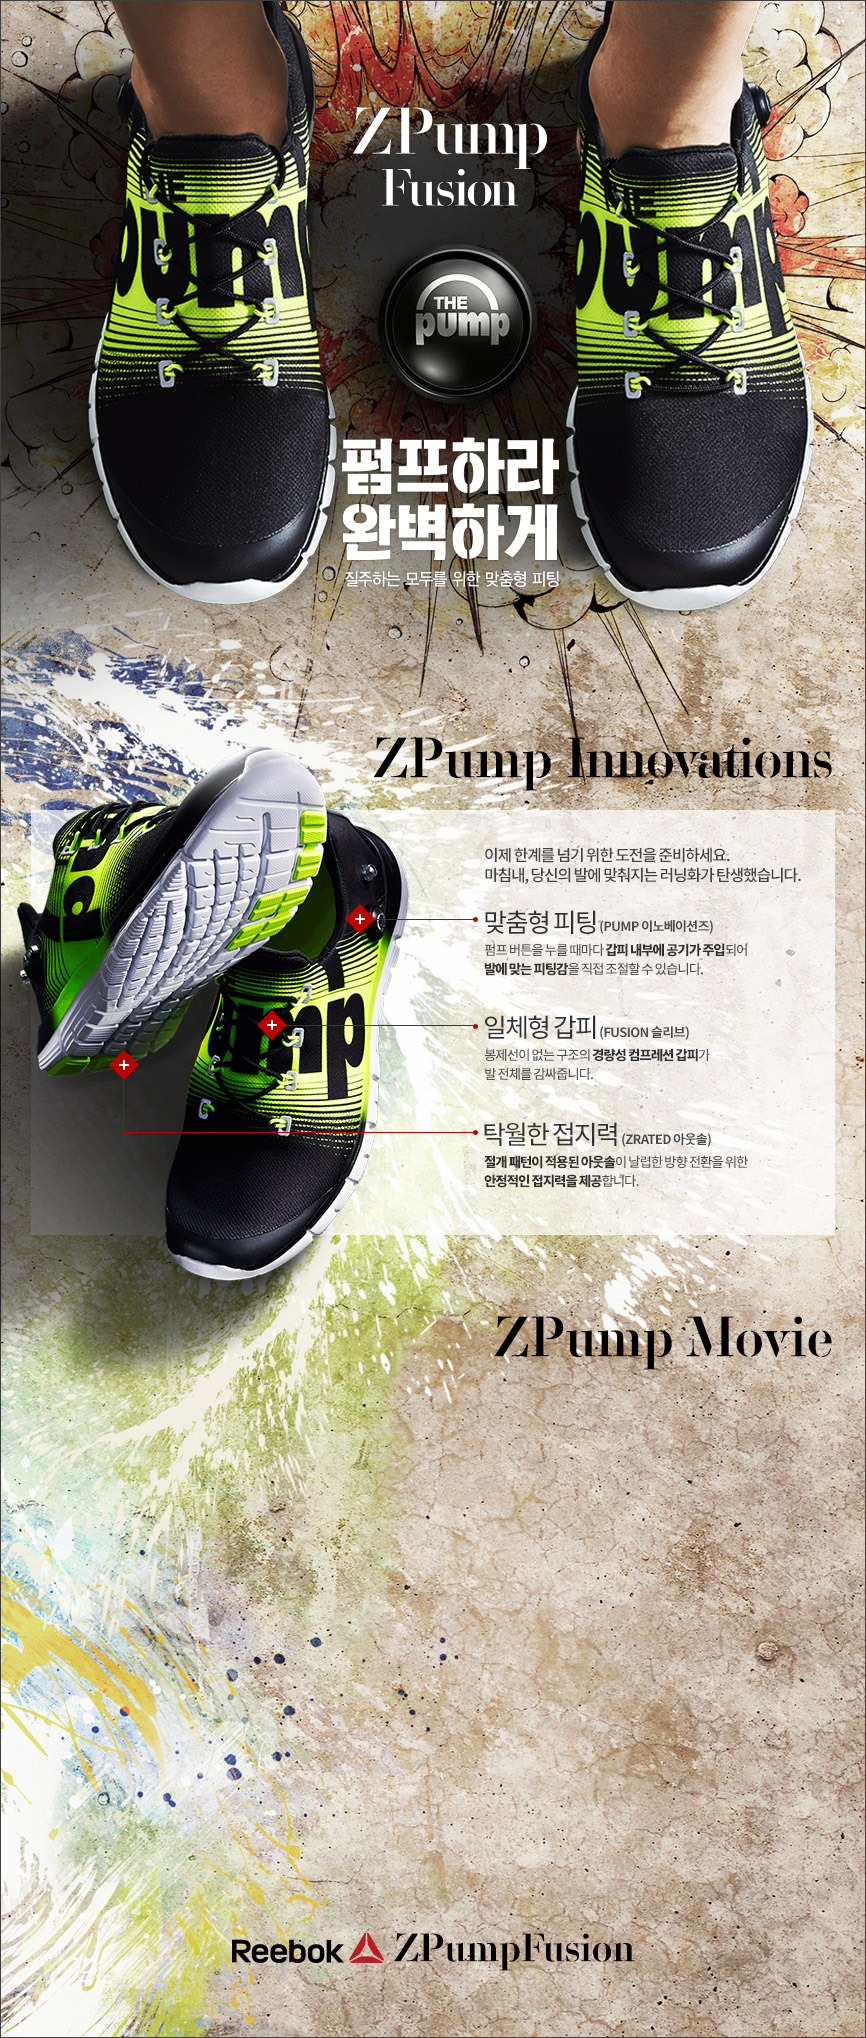 ZPump
Fusion
THE
pump
pump
pump
펌프하라
완벽하게
질주하는 모두를 위한 맞춤형 피팅
ZPump Innovations
이제 한계를 넘기 위한 도전을 준비하세요.
마침내, 당신의 발에 맞춰지는 러닝화가 탄생했습니다.
맞춤형 피팅 (PUMP 이노베이션즈)
펌프 버튼을 누를 때마다 갑피 내부에 공기가 주입되어
발에 맞는 피팅감을 직접 조절할 수 있습니다.
일체형 갑피 (FUSION 슬리브)
봉제선이 없는 구조의 경량성 컴프레션 갑피가
발 전체를 감싸줍니다.
탁월한 접지력 (ZRATED 아웃솔)
절개 패턴이 적용된 아웃솔이 날렵한 방향 전환을 위한
안정적인 접지력을 제공합니다.
ZPump Movie
Reebok ZPumpFusion